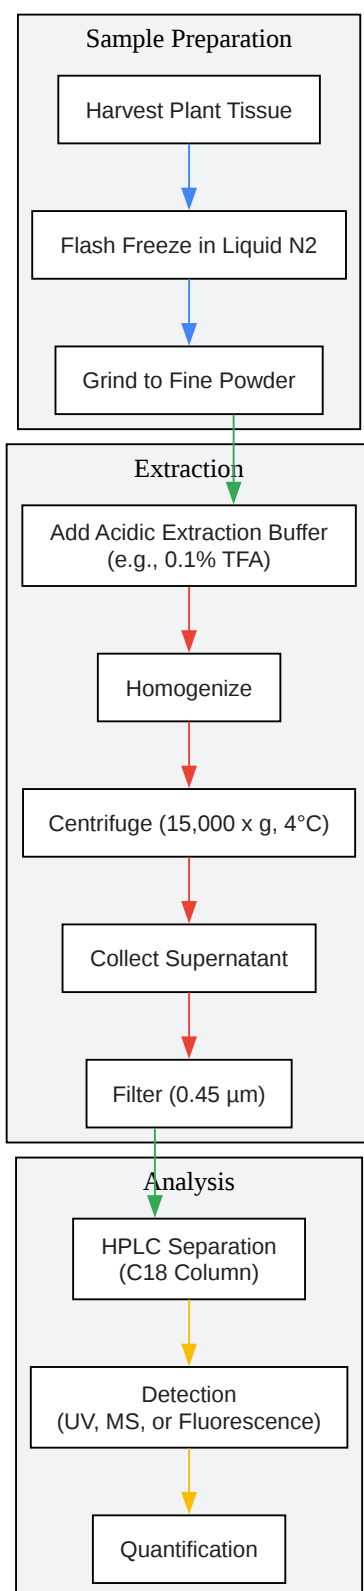 Sample Preparation
Harvest Plant Tissue
Flash Freeze in Liquid N2
Grind to Fine Powder
Extraction
Add Acidic Extraction Buffer
(e.g., 0.1% TFA)
Homogenize
Centrifuge (15,000 x g, 4°C)
Collect Supernatant
Filter (0.45 µm)
Analysis
HPLC Separation
(C18 Column)
Detection
(UV, MS, or Fluorescence)
Quantification